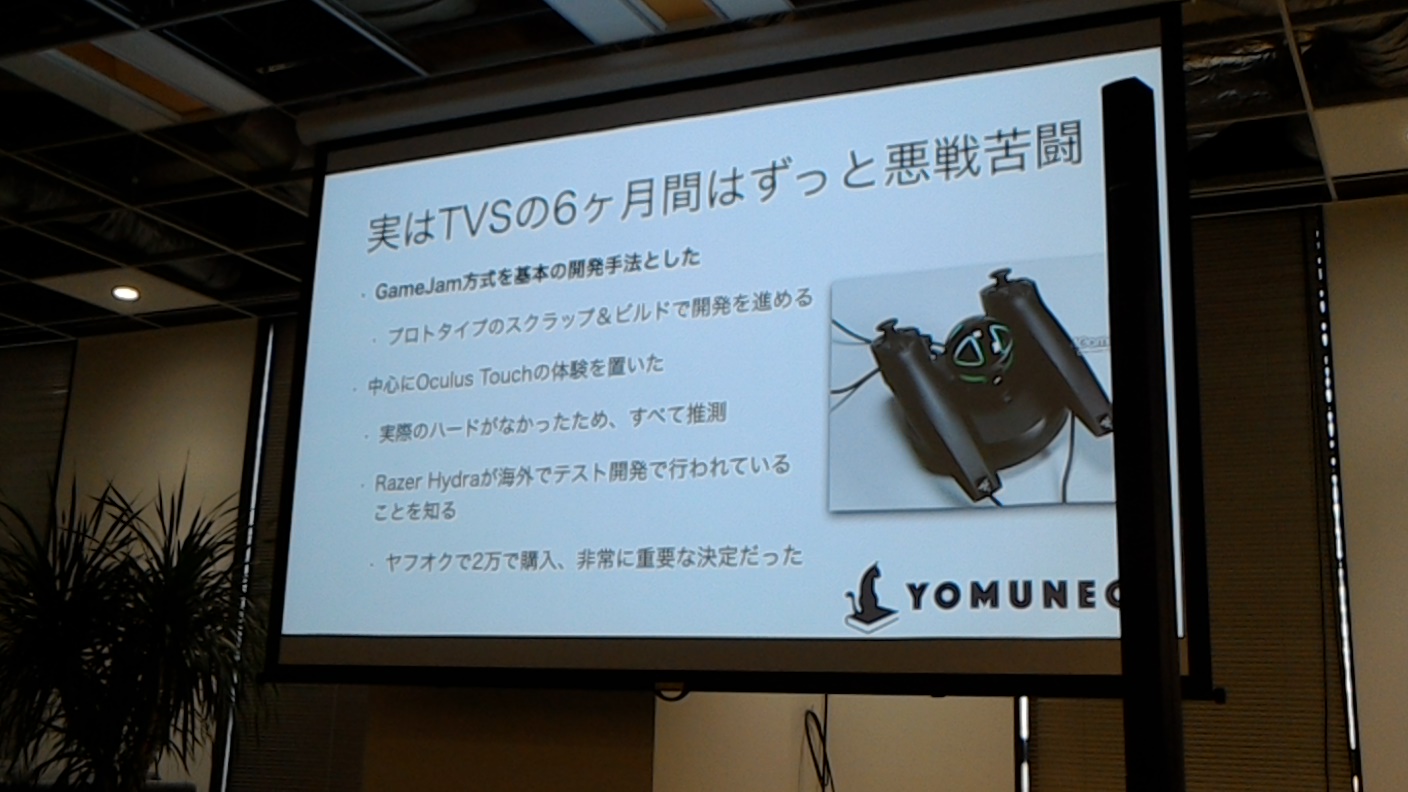 実はTVSの6ヶ月間はずっと悪戦苦闘
・GameJam方式を基本の開発手法とした
・プロトタイプのスクラップ&ビルドで開発を進める
・中心にOculus Touchの体験を置いた
・実際のハードがなかったため、すべて推測
・Razer Hydraが海外でテスト開発で行われている
ことを知る
・ヤフオクで2万で購入、非常に重要な決定だった
YOMUNEC